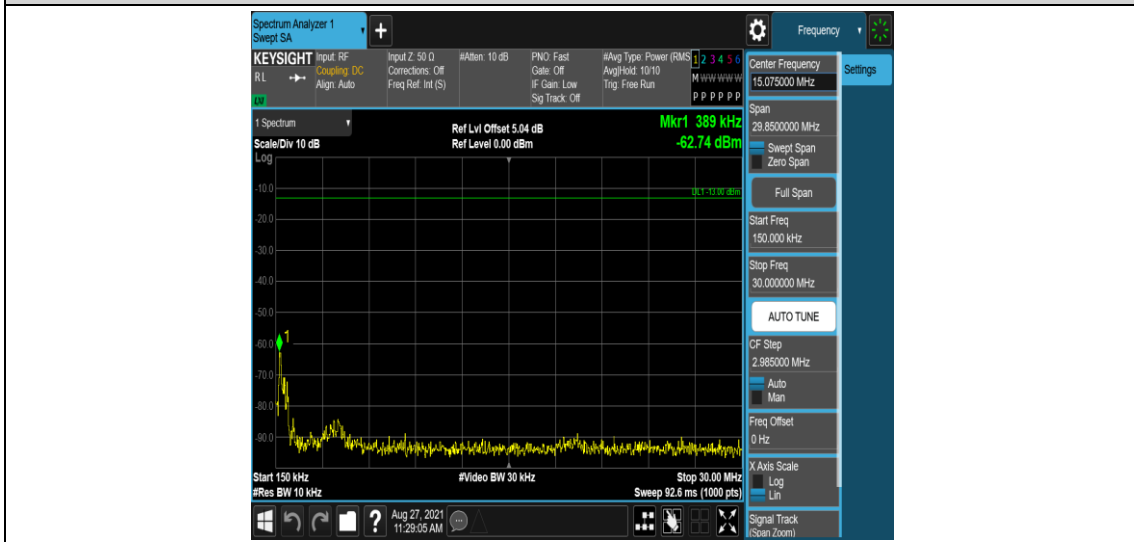 Spectrum Analyzer 1
Swept SA
Frequency
KEYSIGHT
RL
LXI
Input: RF
Coupling: DC
Align: Auto
Input Z: 50 Ω
Corrections: Off
Freq Ref: Int (S)
#Atten: 10 dB
PNO: Fast
Gate: Off
IF Gain: Low
Sig Track: Off
#Avg Type: Power (RMS
Avg|Hold: 10/10
Trig: Free Run
1 2 3 4 5 6
M W W W W W
P P P P P P
Center Frequency
15.075000 MHz
Settings
Span
29.8500000 MHz
Swept Span
Zero Span
Full Span
Start Freq
150.000 kHz
Stop Freq
30.000000 MHz
AUTO TUNE
CF Step
2.985000 MHz
Auto
Man
Freq Offset
0 Hz
X Axis Scale
Log
Lin
Signal Track
(Span Zoom)
1 Spectrum
Scale/Div 10 dB
Log
Ref Lvl Offset 5.04 dB
Ref Level 0.00 dBm
Mkr1 389 kHz
-62.74 dBm
DL1 -13.00 dBm
-10.0
-20.0
-30.0
-40.0
-50.0
-60.0
-70.0
-80.0
-90.0
1
Start 150 kHz
#Res BW 10 kHz
#Video BW 30 kHz
Stop 30.00 MHz
Sweep 92.6 ms (1000 pts)
Aug 27, 2021
11:29:05 AM